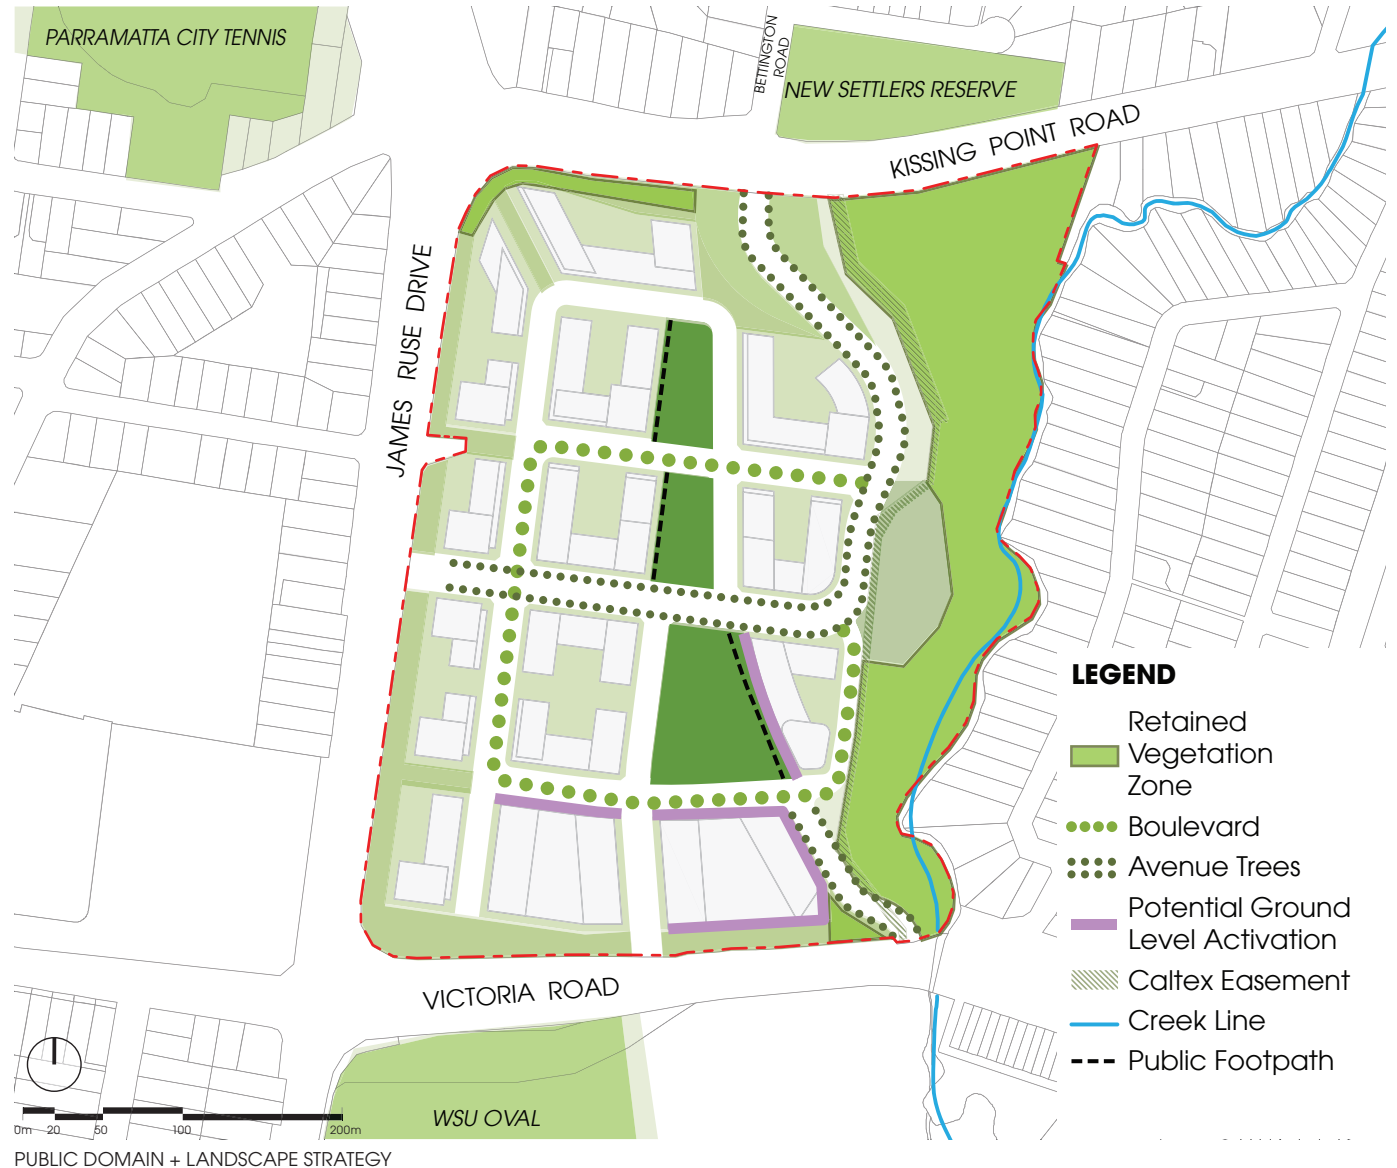 PARRAMATTA CITY TENNIS
BETTINGTON
ROAD
NEW SETTLERS RESERVE
KISSING POINT ROAD
JAMES RUSE DRIVE
LEGEND
Retained
Vegetation
Zone
Boulevard
Avenue Trees
Potential Ground
Level Activation
Caltex Easement
Creek Line
Public Footpath
VICTORIA ROAD
WSU OVAL
0m 20 50 100 200m
PUBLIC DOMAIN + LANDSCAPE STRATEGY